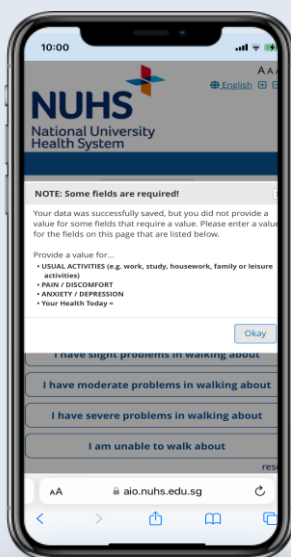 10:00
AA
English
NUHS
National University
Health System
NOTE: Some fields are required!
Your data was successfully saved, but you did not provide a
value for some fields that require a value. Please enter a value
for the fields on this page that are listed below.
Provide a value for...
• USUAL ACTIVITIES (e.g. work, study, housework, family or leisure
activities)
• PAIN / DISCOMFORT
• ANXIETY / DEPRESSION
• Your Health Today =
Okay
I have slight problems in walking about
I have moderate problems in walking about
I have severe problems in walking about
I am unable to walk about
rese
AA
aio.nuhs.edu.sg